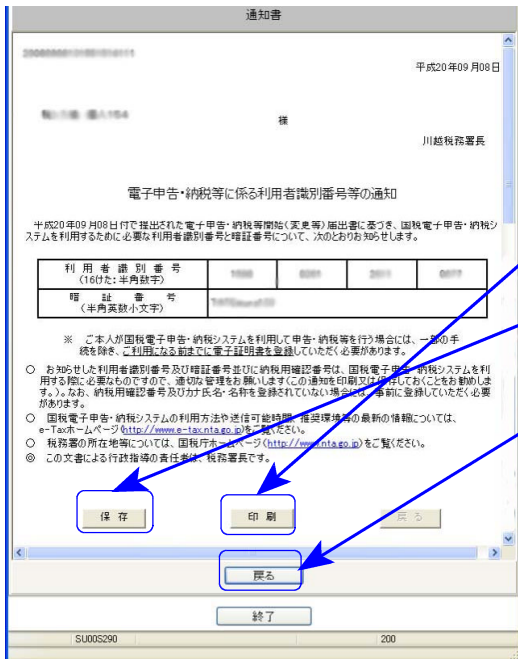 通知書
平成20年09月08日
様
川越税務署長
電子申告・納税等に係る利用者識別番号等の通知
平成20年09月08日付で提出された電子申告・納税等開始(変更等)届出書に基づき、国税電子申告・納税シ
ステムを利用するために必要な利用者識別番号と暗証番号について、次のとおりお知らせします。
利用者識別番号
(16けた:半角数字)
暗証番号
(半角英数小文字)
※ ご本人が国税電子申告・納税システムを利用して申告・納税等を行う場合には、一部の手
続を除き、ご利用になる前までに電子証明書を登録していただく必要があります。
○ お知らせした利用者識別番号及び暗証番号並びに納税用確認番号は、国税電子申告・納税システムを利
用する際に必要なものですので、適切な管理をお願いします(この通知を印刷又は保存しておくことをお勧めしま
す。)。なお、納税用確認番号及びカナ氏名・名称を登録されていない場合には、事前に登録していただく必要
があります。
○ 国税電子申告・納税システムの利用方法や送信可能時間、推奨環境等の最新の情報については、
e-Taxホームページ(http://www.e-tax.nta.go.jp)をご覧ください。
○ 税務署の所在地等については、国税庁ホームページ(http://www.nta.go.jp)をご覧ください。
◎ この文書による行政指導の責任者は、税務署長です。
保存 印刷 戻る
戻る
終了
SU00S290 200